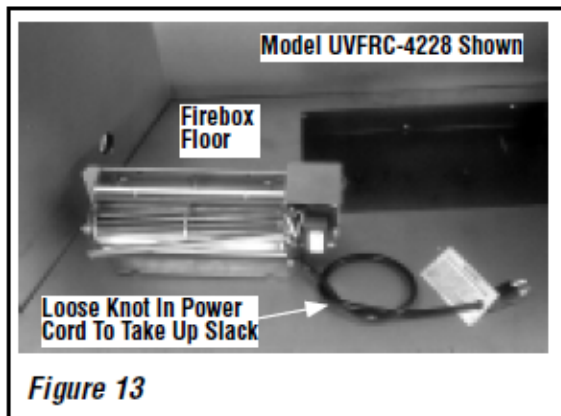 Model UVFRC-4228 Shown
Firebox
Floor
Loose Knot In Power
Cord To Take Up Slack
Figure 13